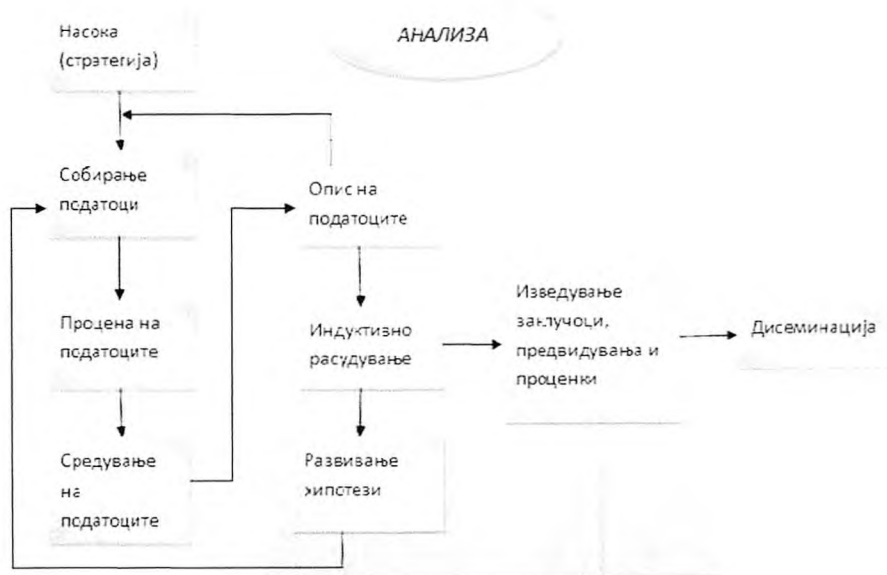 Насока
(стратегија)
АНАЛИЗА
Собирање
податоци
Процена на
податоците
Средување
на
податоците
Опис на
податоците
Индуктивно
расудување
Развивање
хипотези
Изведување
заклучоци,
предвидувања и
проценки
Дисеминација